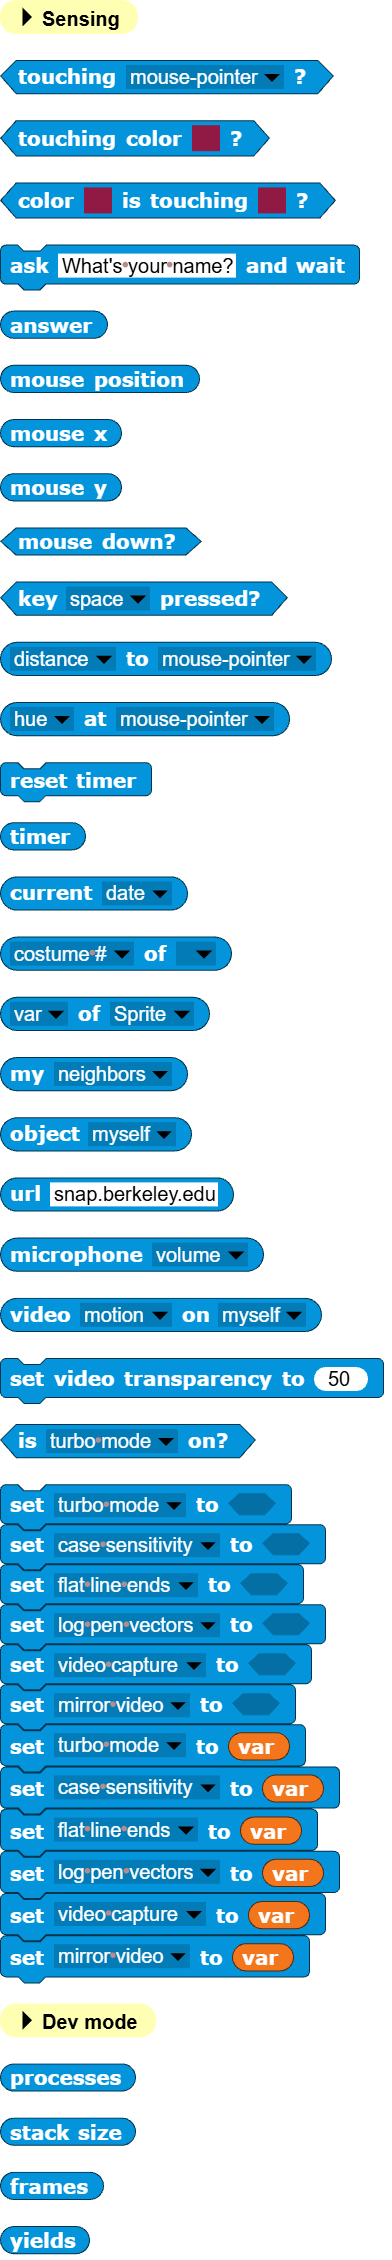 Sensing
touching mouse-pointer ?
touching color ?
color is touching ?
ask What's your name? and wait
answer
mouse position
mouse x
mouse y
mouse down?
key space pressed?
distance to mouse-pointer
hue at mouse-pointer
reset timer
timer
current date
costume # of
var of Sprite
my neighbors
object myself
url snap.berkeley.edu
microphone volume
video motion on myself
set video transparency to 50
is turbo mode on?
set turbo mode to
set case sensitivity to
set flat line ends to
set log pen vectors to
set video capture to
set mirror video to
set turbo mode to var
set case sensitivity to var
set flat line ends to var
set log pen vectors to var
set video capture to var
set mirror video to var
Dev mode
processes
stack size
frames
yields